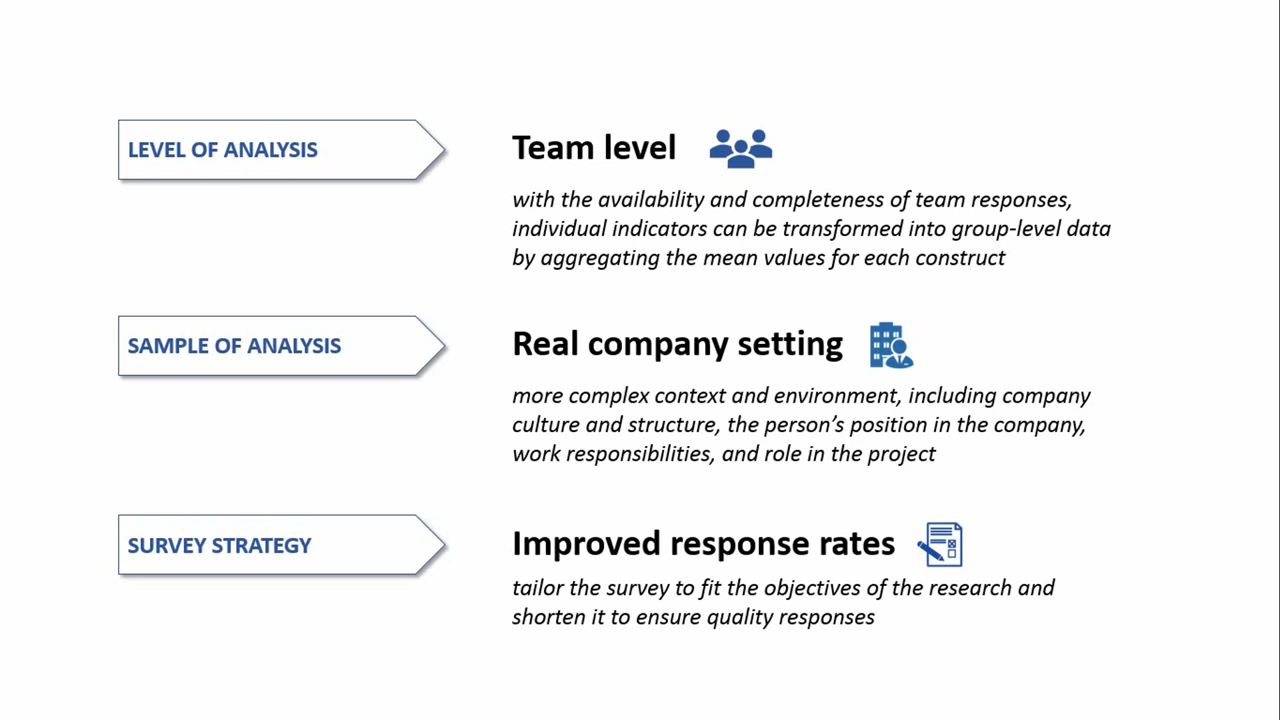 LEVEL OF ANALYSIS
Team level
with the availability and completeness of team responses,
individual indicators can be transformed into group-level data
by aggregating the mean values for each construct
SAMPLE OF ANALYSIS
Real company setting
more complex context and environment, including company
culture and structure, the person’s position in the company,
work responsibilities, and role in the project
SURVEY STRATEGY
Improved response rates
tailor the survey to fit the objectives of the research and
shorten it to ensure quality responses